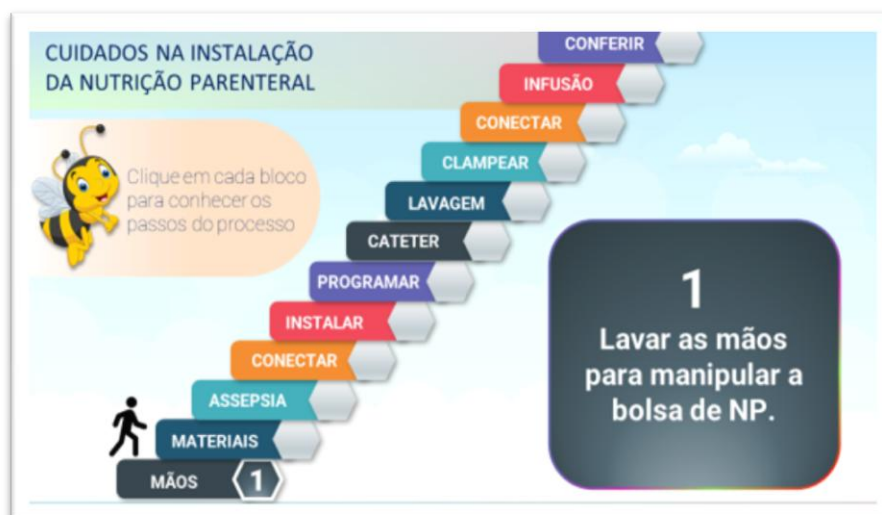 CUIDADOS NA INSTALAÇÃO
DA NUTRIÇÃO PARENTERAL
Clique em cada bloco
para conhecer os
passos do processo
CONFERIR
INFUSÃO
CONECTAR
CLAMPEAR
LAVAGEM
CATETER
PROGRAMAR
INSTALAR
CONECTAR
ASSEPSIA
MATERIAIS
MÃOS 1
1
Lavar as mãos
para manipular a
bolsa de NP.